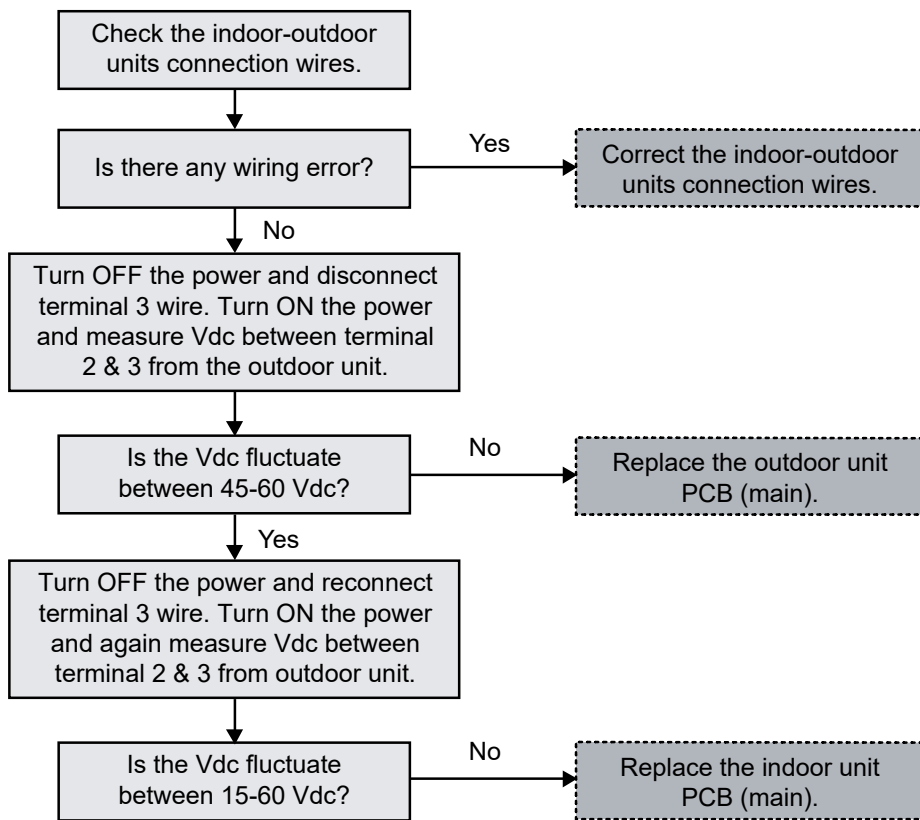 Check the indoor-outdoor
units connection wires.
Is there any wiring error?
Yes
Correct the indoor-outdoor
units connection wires.
No
Turn OFF the power and disconnect
terminal 3 wire. Turn ON the power
and measure Vdc between terminal
2 & 3 from the outdoor unit.
Is the Vdc fluctuate
between 45-60 Vdc?
No
Replace the outdoor unit
PCB (main).
Yes
Turn OFF the power and reconnect
terminal 3 wire. Turn ON the power
and again measure Vdc between
terminal 2 & 3 from outdoor unit.
Is the Vdc fluctuate
between 15-60 Vdc?
No
Replace the indoor unit
PCB (main).